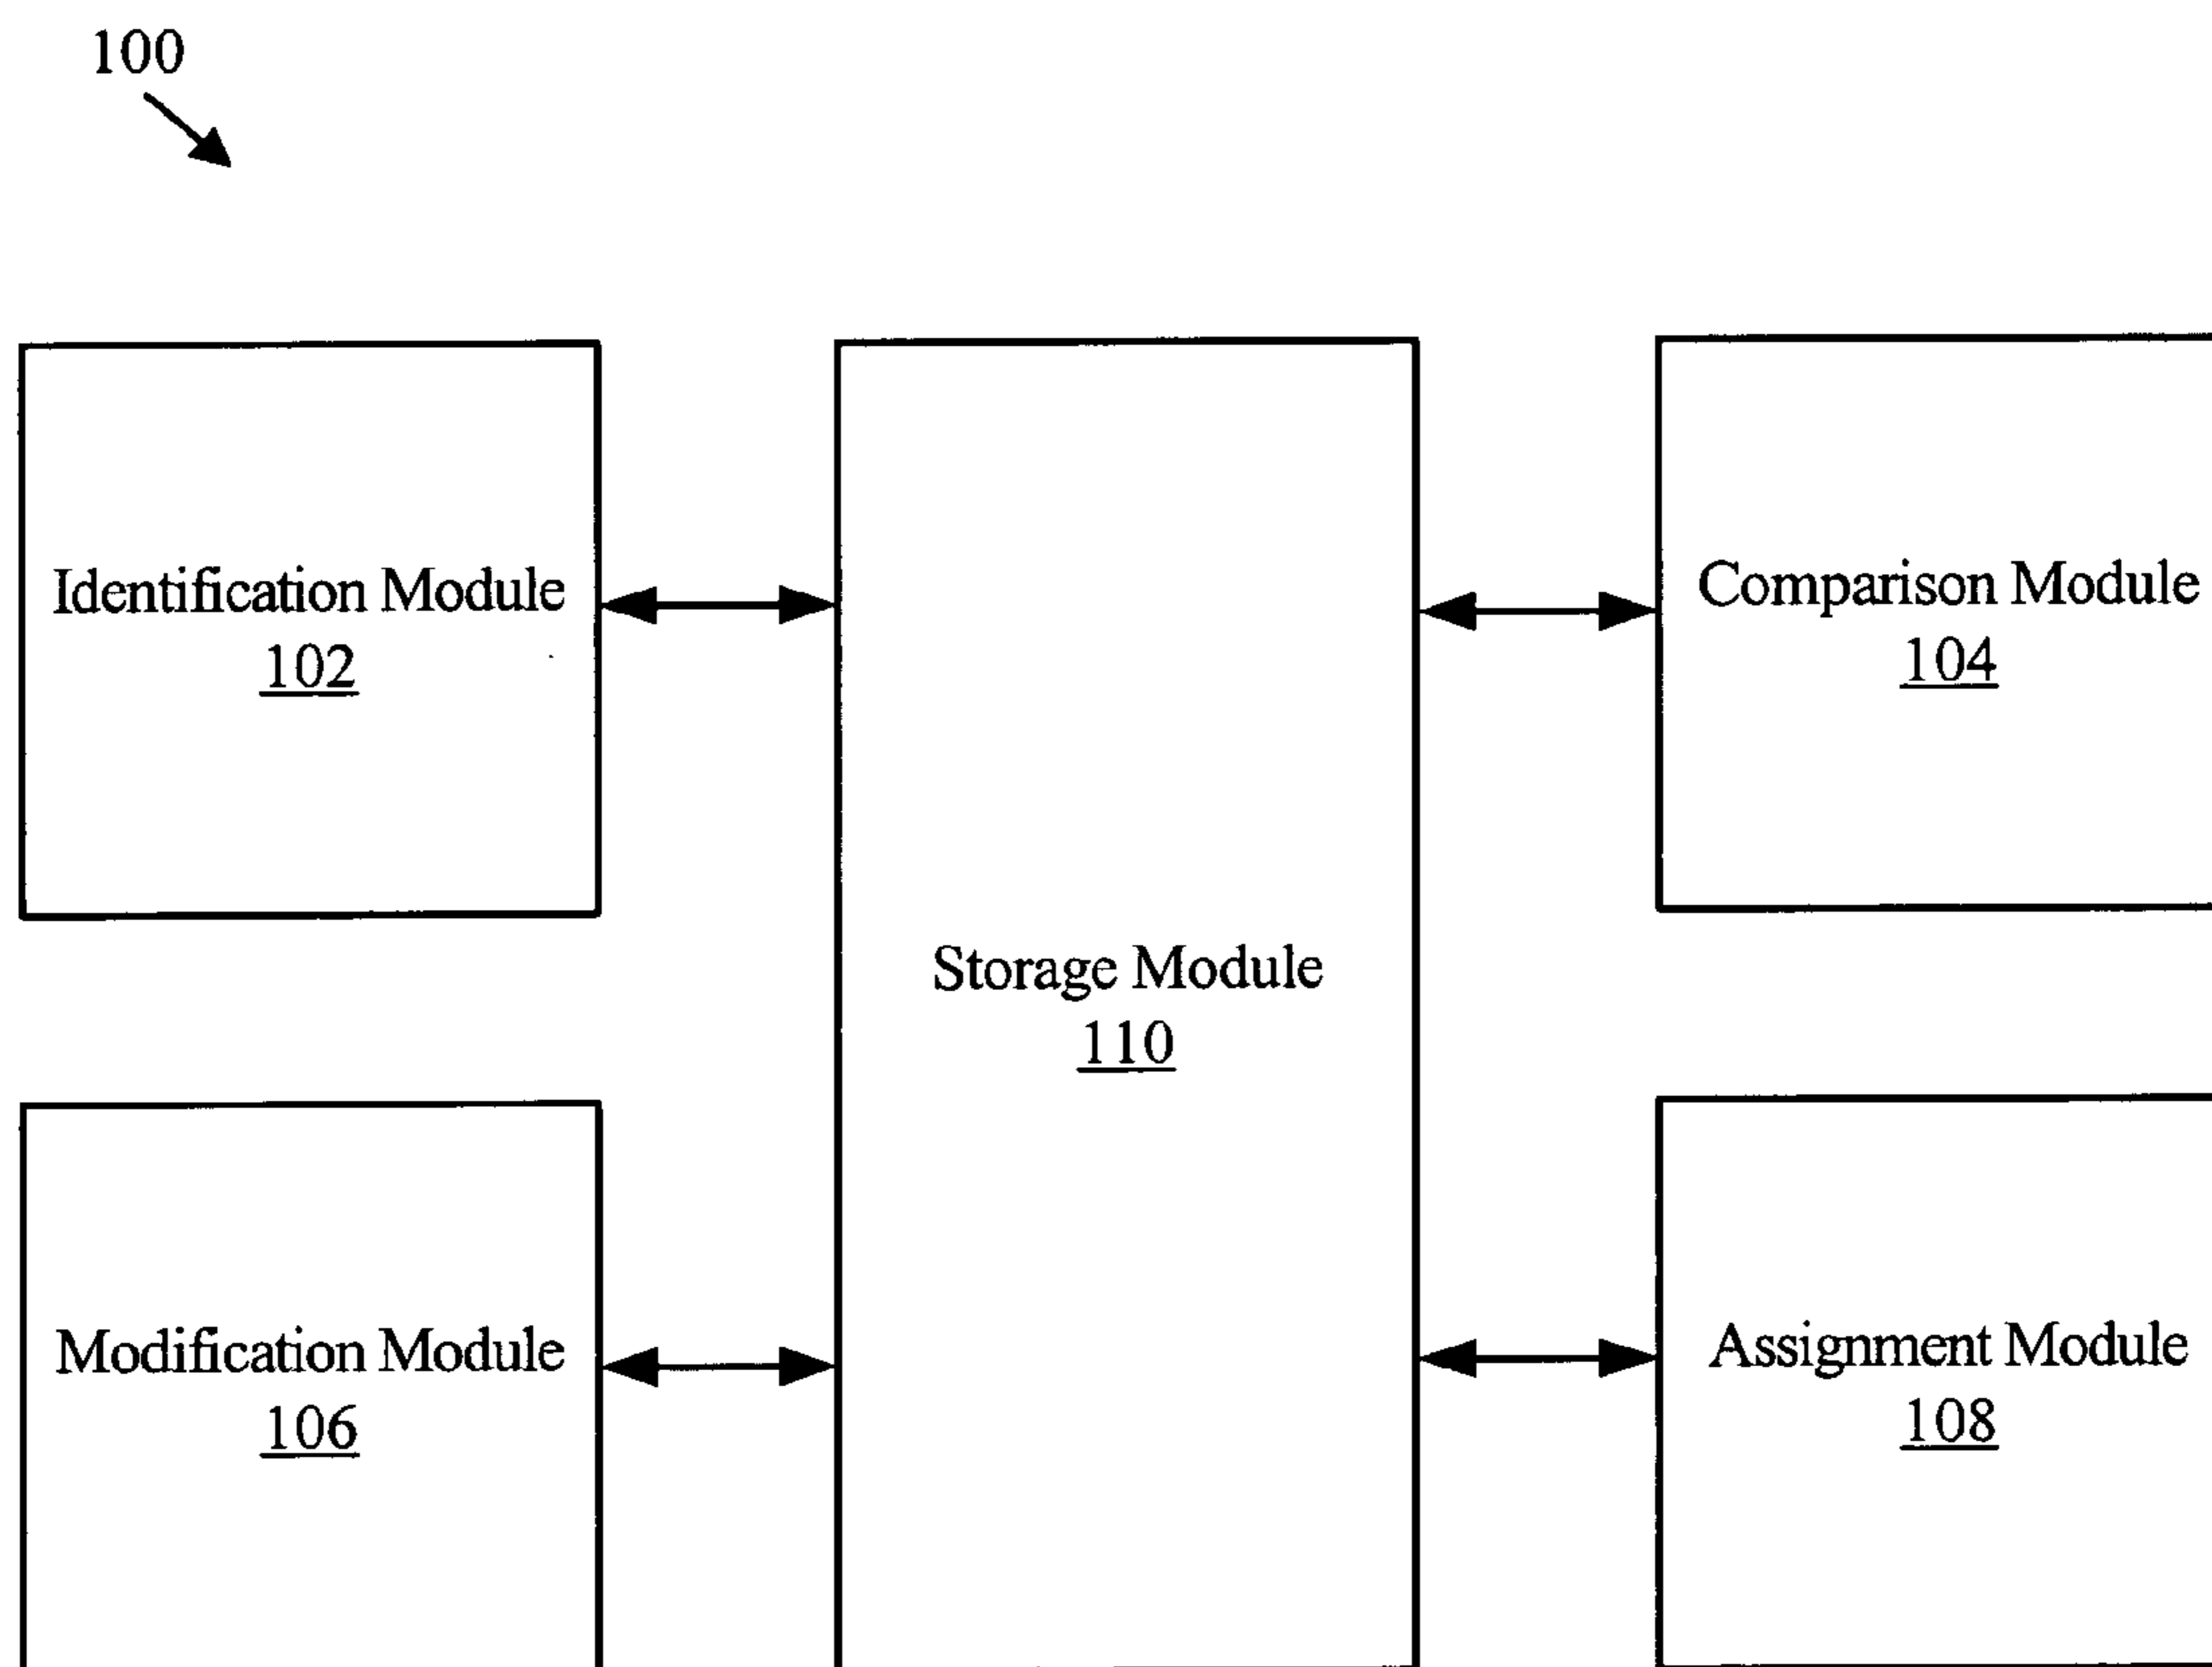 100
Identification Module
102
Comparison Module
104
Storage Module
110
Modification Module
106
Assignment Module
108